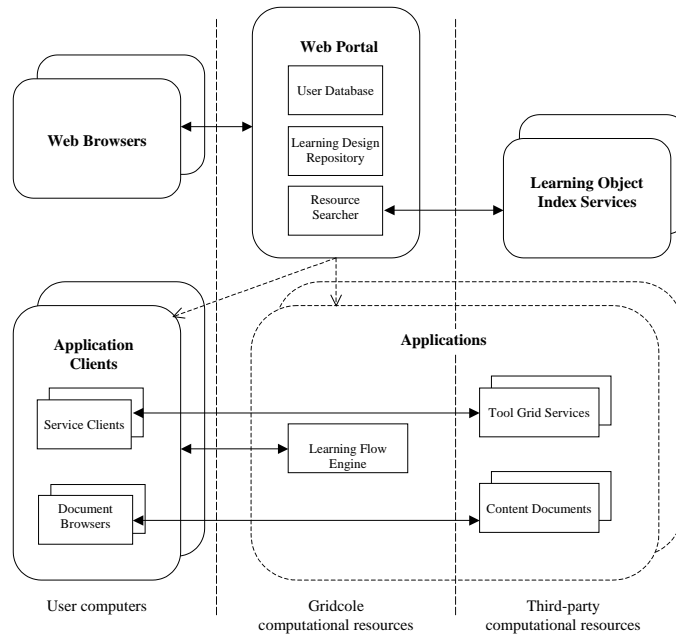 Web Portal
User Database
Learning Design
Repository
Resource
Searcher
Web Browsers
Learning Object
Index Services
Application
Clients
Service Clients
Document
Browsers
Applications
Learning Flow
Engine
Tool Grid Services
Content Documents
User computers
Gridcole
computational resources
Third-party
computational resources